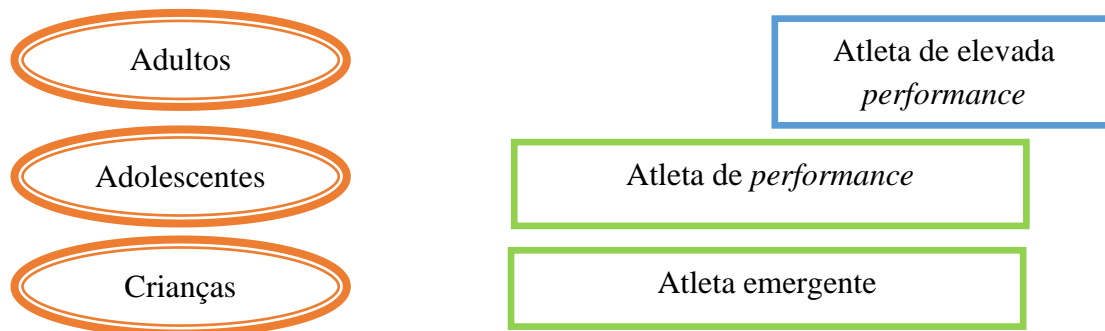 Adultos
Atleta de elevada
performance
Adolescentes
Atleta de performance
Crianças
Atleta emergente